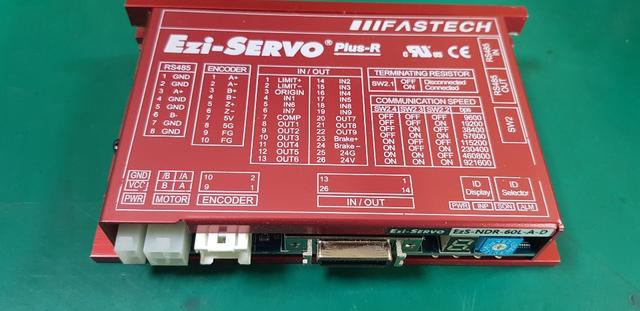 FASTECH
Ezi-SERVO® Plus-R
RU US CE
RS485
1 GND
2 GND
3 A+
4 GND
5 GND
6 B-
7 GND
8 GND
ENCODER
1 A+
2 A-
3 B+
4 B-
5 Z+
6 Z-
7 5V
8 5G
9 FG
10 FG
IN / OUT
1 LIMIT+ 14 IN2
2 LIMIT- 15 IN3
3 ORIGIN 16 IN4
4 IN1 17 IN5
5 IN6 18 IN8
6 IN7 19 IN9
7 COMP 20 OUT7
8 OUT1 21 OUT8
9 OUT2 22 OUT9
10 OUT3 23 Brake+
11 OUT4 24 Brake-
12 OUT5 25 24G
13 OUT6 26 24V
TERMINATING RESISTOR
SW2.1 OFF Disconnected
ON Connected
COMMUNICATION SPEED
SW2.4 SW2.3 SW2.2 bps
OFF OFF OFF 9600
OFF OFF ON 19200
OFF ON OFF 38400
OFF ON ON 57600
ON OFF OFF 115200
ON OFF ON 230400
ON ON OFF 460800
ON ON ON 921600
RS485 IN
RS485 OUT
SW2
GND
VCC
PWR
/B /A
B A
MOTOR
10 2
9 1
ENCODER
13 1
26 14
IN / OUT
ID Display
ID Selector
PWR INP SON ALM
Ezi-SERVO
EzS-NDR-60L-A-D